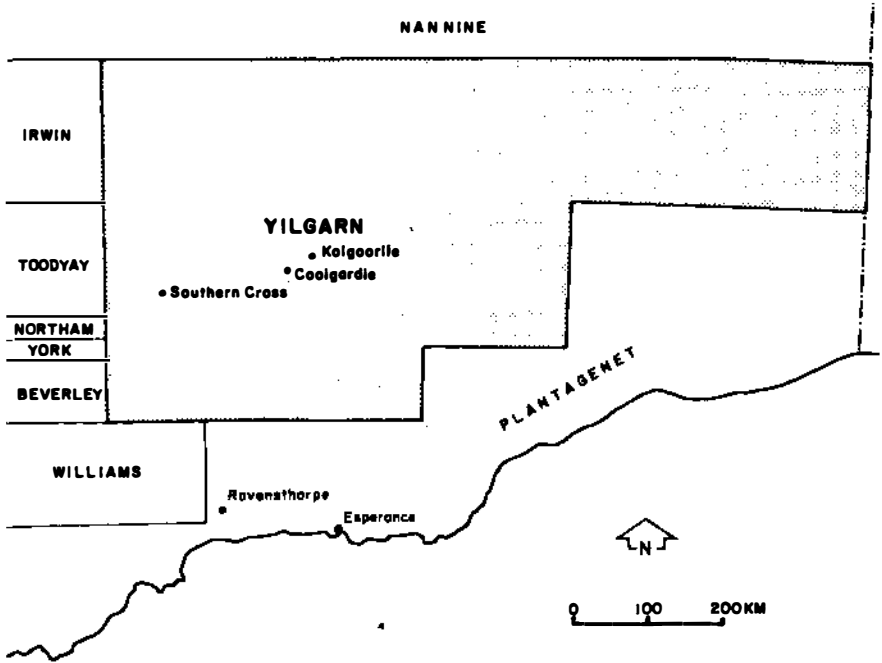 NANNINE
IRWIN
YILGARN
Kalgoorlie
TOODYAY
Coolgardie
Southern Cross
NORTHAM
YORK
PLANTAGENET
BEVERLEY
WILLIAMS
Ravensthorpe
Esperance
N
0 100 200KM